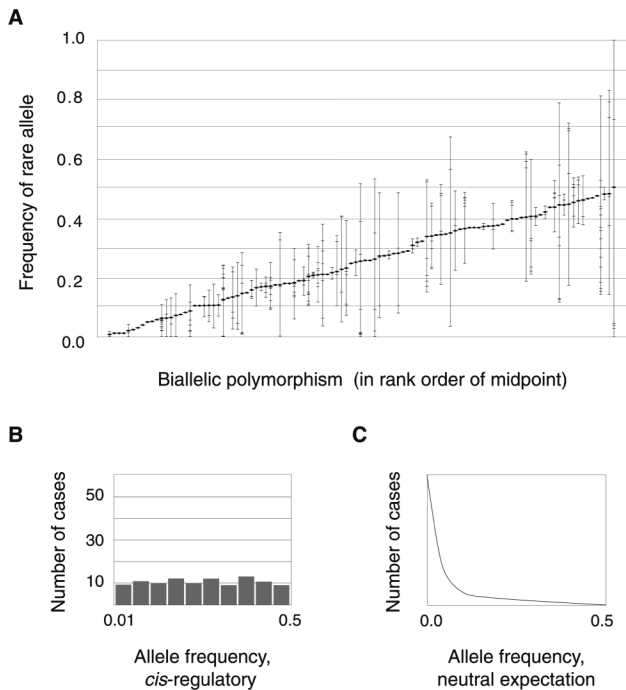 A
1.0
0.8
0.6
0.4
0.2
0.0
Frequency of rare allele
Biallelic polymorphism (in rank order of midpoint)
B
50
30
10
Number of cases
0.01 0.5
Allele frequency,
cis-regulatory
C
Number of cases
0.0 0.5
Allele frequency,
neutral expectation